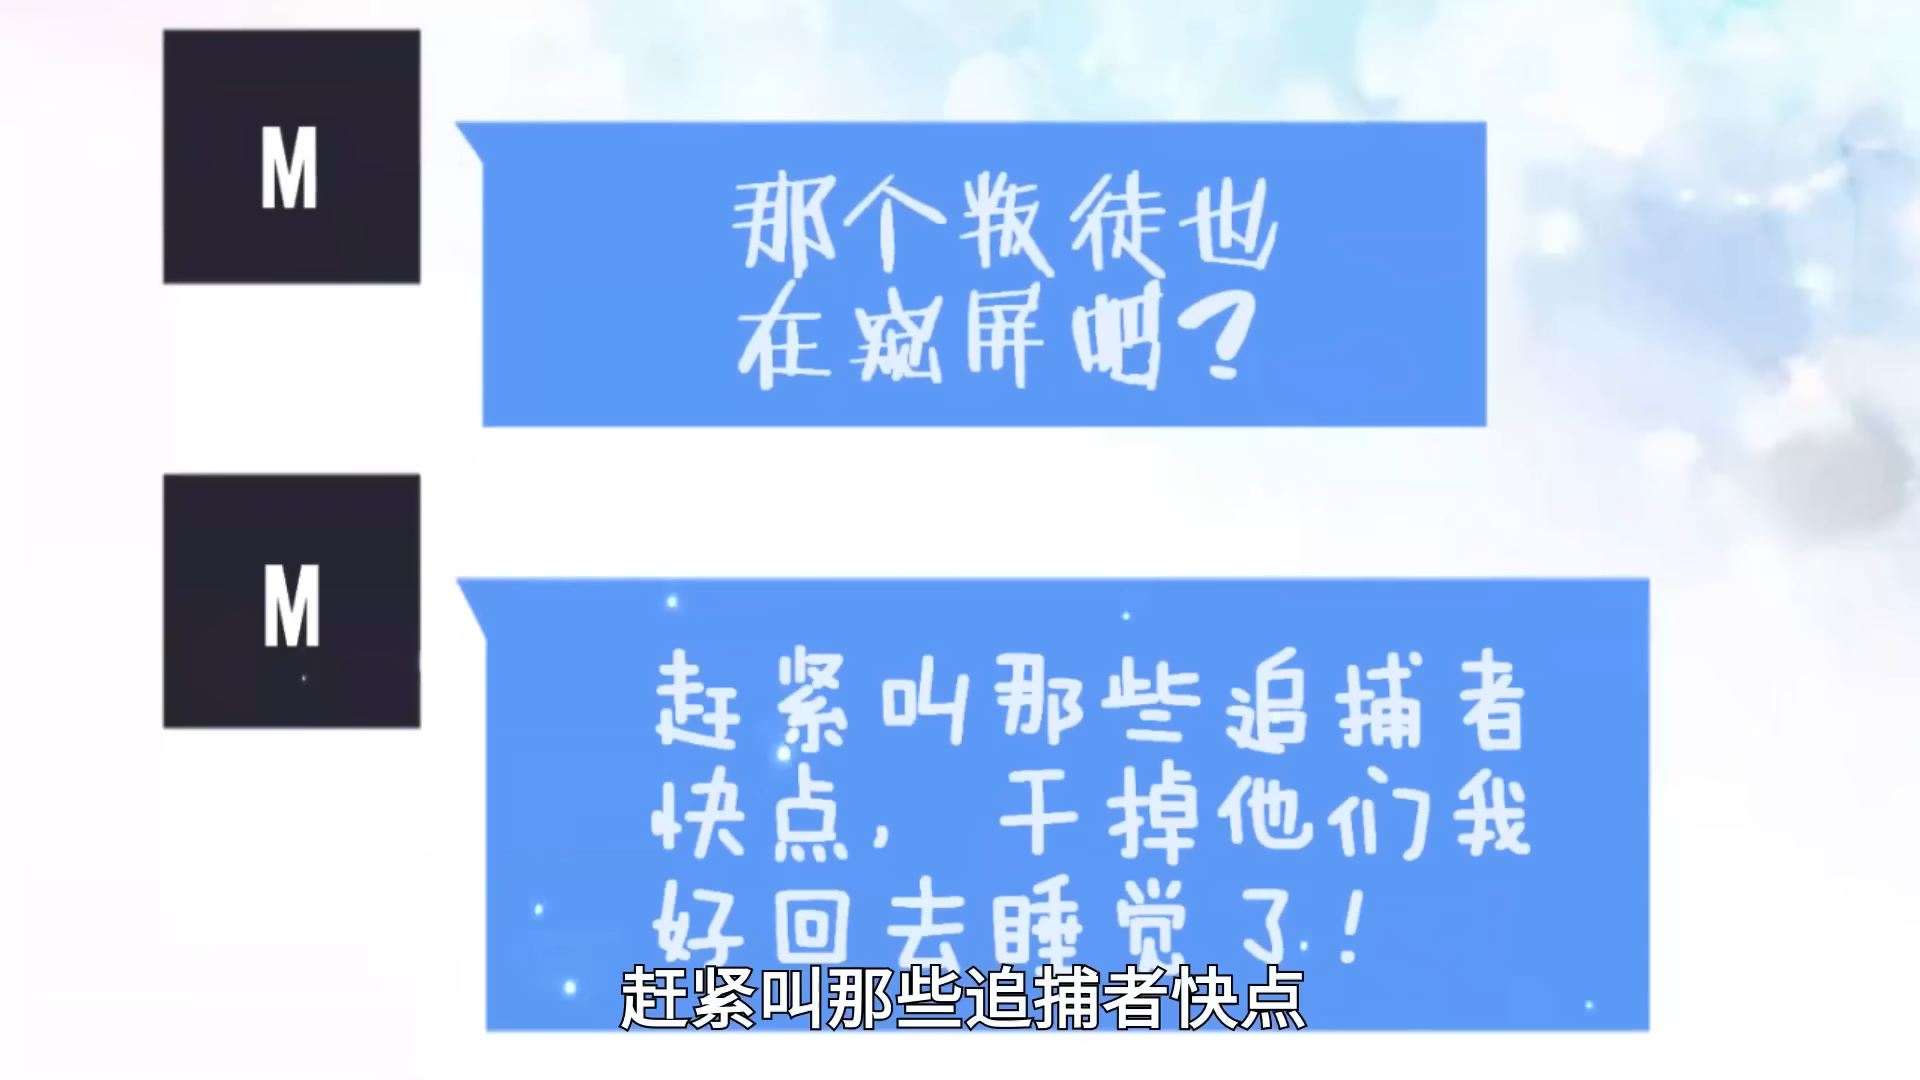 M
那个叛徒也
在窥屏吧？
M
赶紧叫那些追捕者
快点，干掉他们我
好回去睡觉了！
赶紧叫那些追捕者快点